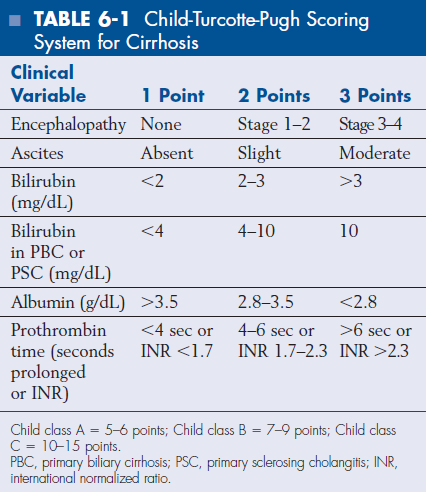 TABLE 6-1 Child-Turcotte-Pugh Scoring
System for Cirrhosis
Clinical
Variable 1 Point 2 Points 3 Points
Encephalopathy None Stage 1–2 Stage 3–4
Ascites Absent Slight Moderate
Bilirubin <2 2–3 >3
(mg/dL)
Bilirubin <4 4–10 10
in PBC or
PSC (mg/dL)
Albumin (g/dL) >3.5 2.8–3.5 <2.8
Prothrombin <4 sec or 4–6 sec or >6 sec or
time (seconds INR <1.7 INR 1.7–2.3 INR >2.3
prolonged
or INR)
Child class A = 5–6 points; Child class B = 7–9 points; Child class
C = 10–15 points.
PBC, primary biliary cirrhosis; PSC, primary sclerosing cholangitis; INR,
international normalized ratio.